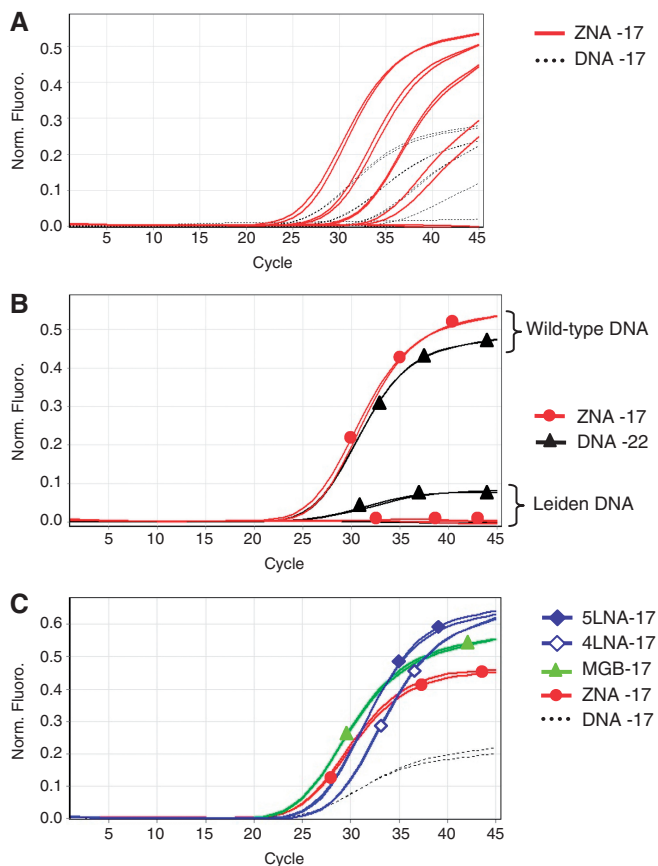 A
ZNA -17
DNA -17
Norm. Fluoro.
0.5
0.4
0.3
0.2
0.1
0.0
5 10 15 20 25 30 35 40 45
Cycle
B
Wild-type DNA
ZNA -17
DNA -22
Leiden DNA
Norm. Fluoro.
0.5
0.4
0.3
0.2
0.1
0.0
5 10 15 20 25 30 35 40 45
Cycle
C
5LNA-17
4LNA-17
MGB-17
ZNA -17
DNA -17
Norm. Fluoro.
0.6
0.5
0.4
0.3
0.2
0.1
0.0
5 10 15 20 25 30 35 40 45
Cycle